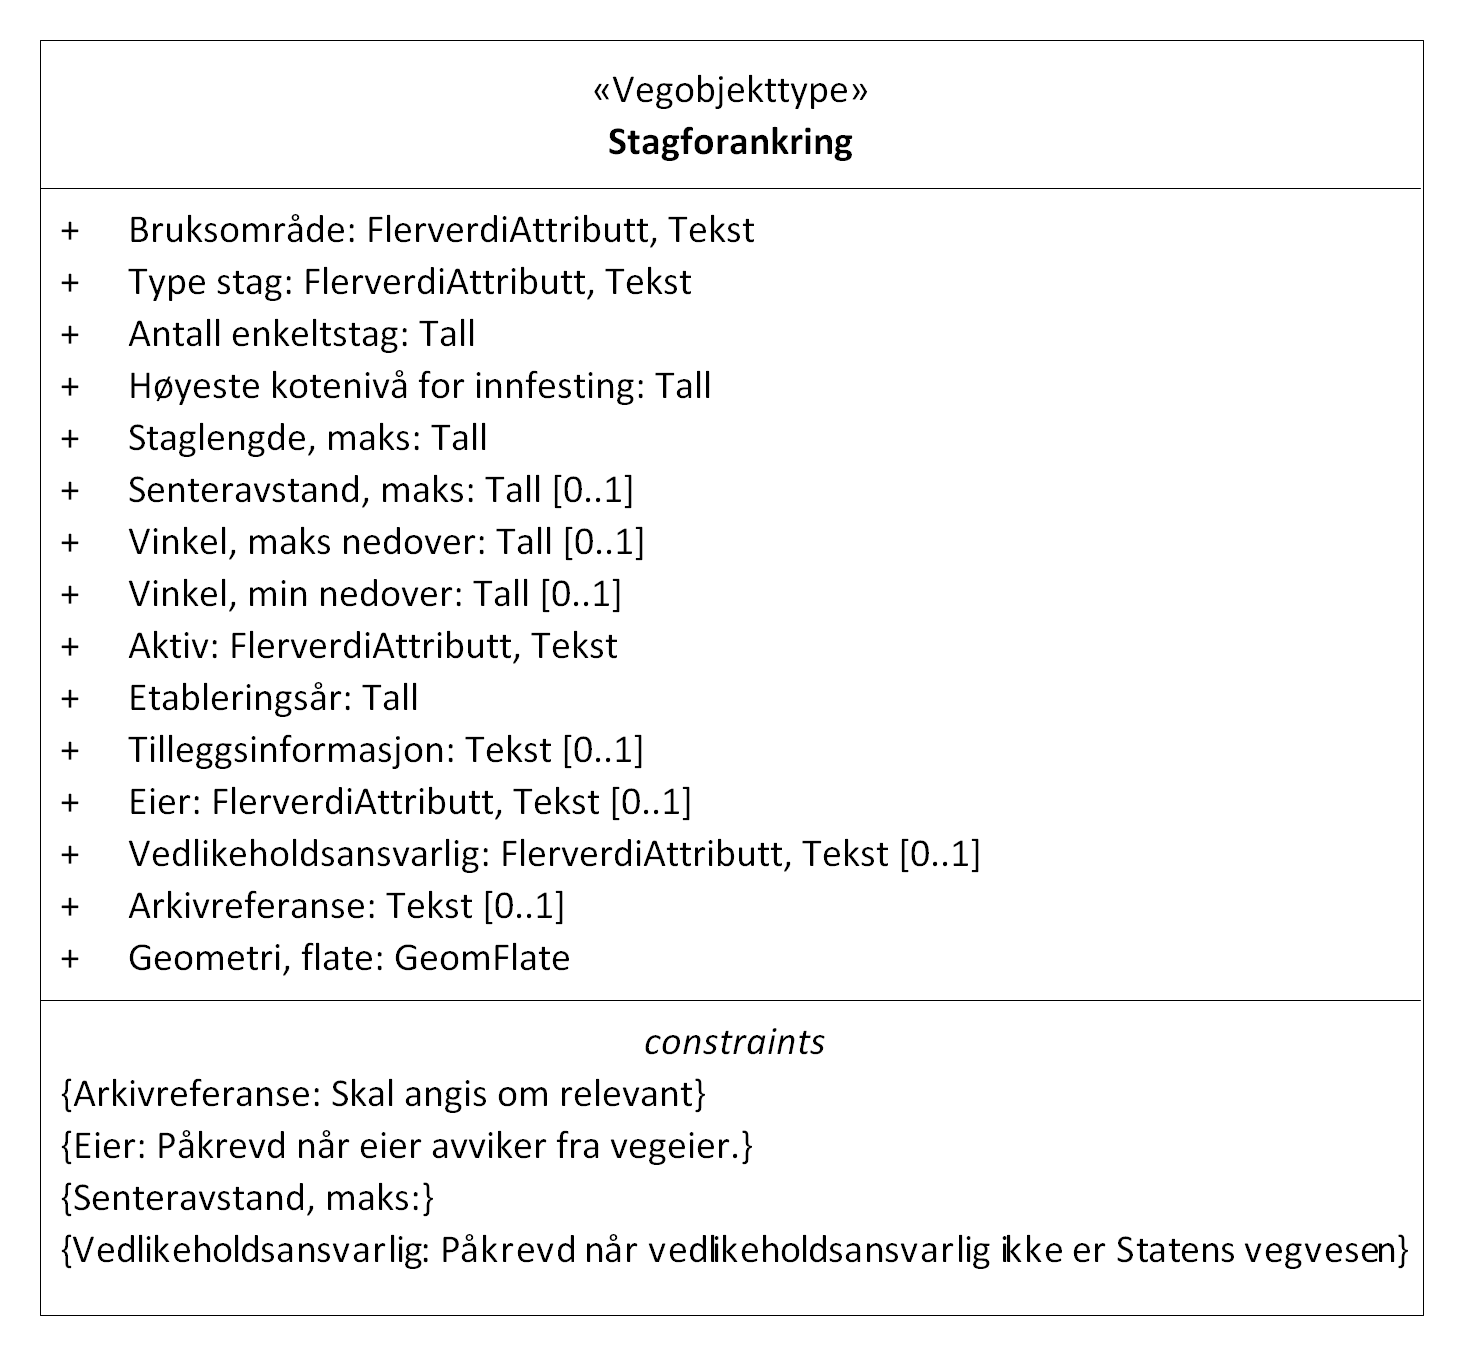 «Vegobjekttype»
Stagforankring
+ Bruksområde: FlerverdiAttributt, Tekst
+ Type stag: FlerverdiAttributt, Tekst
+ Antall enkeltstag: Tall
+ Høyeste kotenivå for innfesting: Tall
+ Staglengde, maks: Tall
+ Senteravstand, maks: Tall [0..1]
+ Vinkel, maks nedover: Tall [0..1]
+ Vinkel, min nedover: Tall [0..1]
+ Aktiv: FlerverdiAttributt, Tekst
+ Etableringsår: Tall
+ Tilleggsinformasjon: Tekst [0..1]
+ Eier: FlerverdiAttributt, Tekst [0..1]
+ Vedlikeholdsansvarlig: FlerverdiAttributt, Tekst [0..1]
+ Arkivreferanse: Tekst [0..1]
+ Geometri, flate: GeomFlate
constraints
{Arkivreferanse: Skal angis om relevant}
{Eier: Påkrevd når eier avviker fra vegeier.}
{Senteravstand, maks:}
{Vedlikeholdsansvarlig: Påkrevd når vedlikeholdsansvarlig ikke er Statens vegvesen}